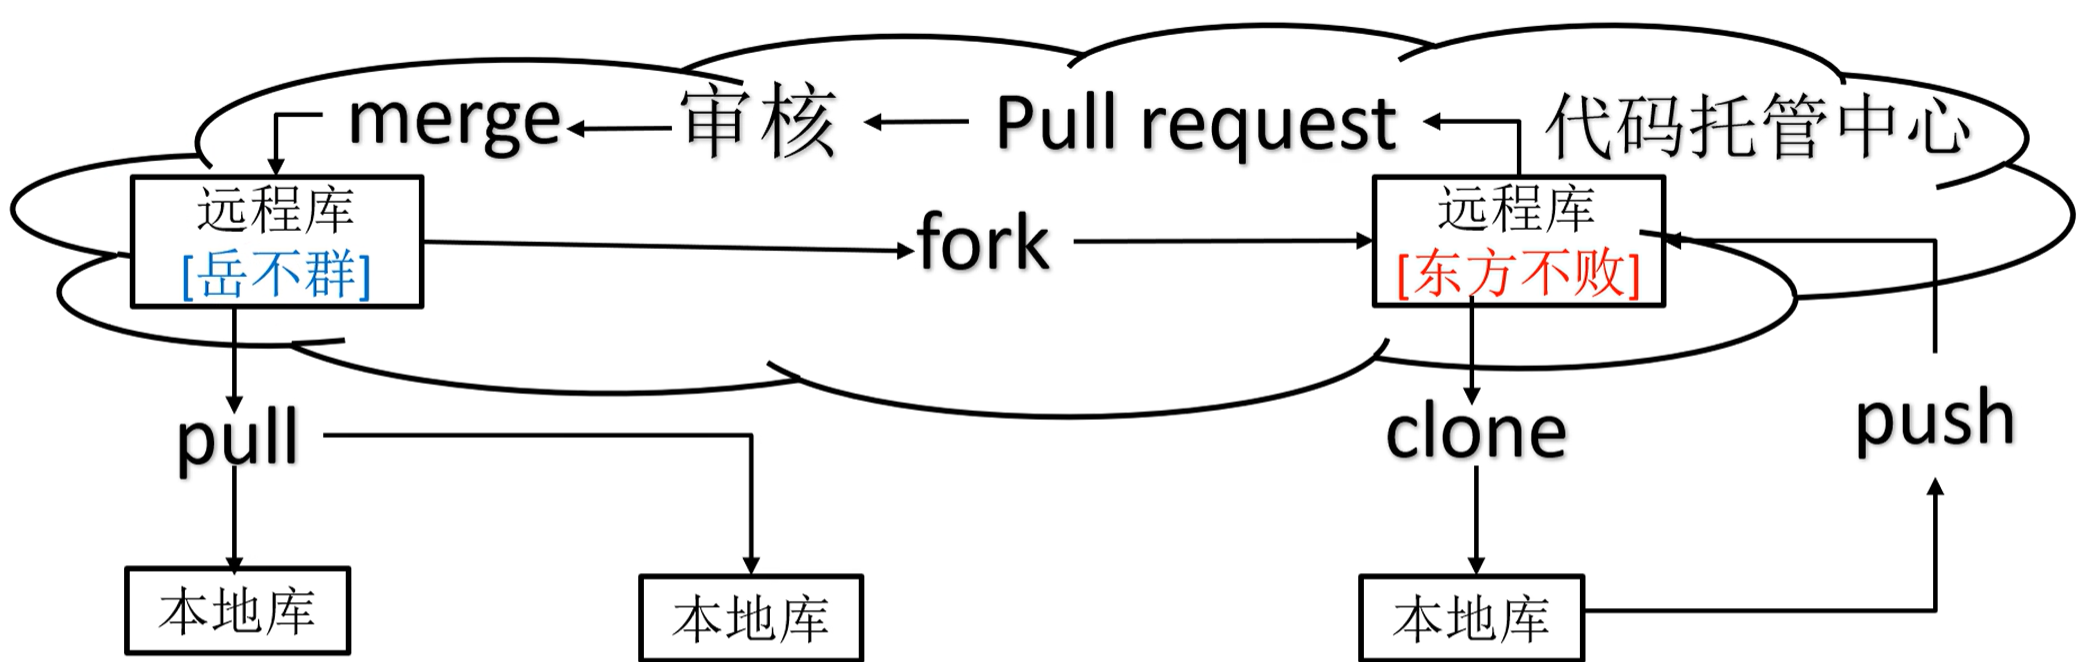 merge
审核
Pull request
代码托管中心
远程库
[岳不群]
fork
远程库
[东方不败]
pull
clone
push
本地库
本地库
本地库